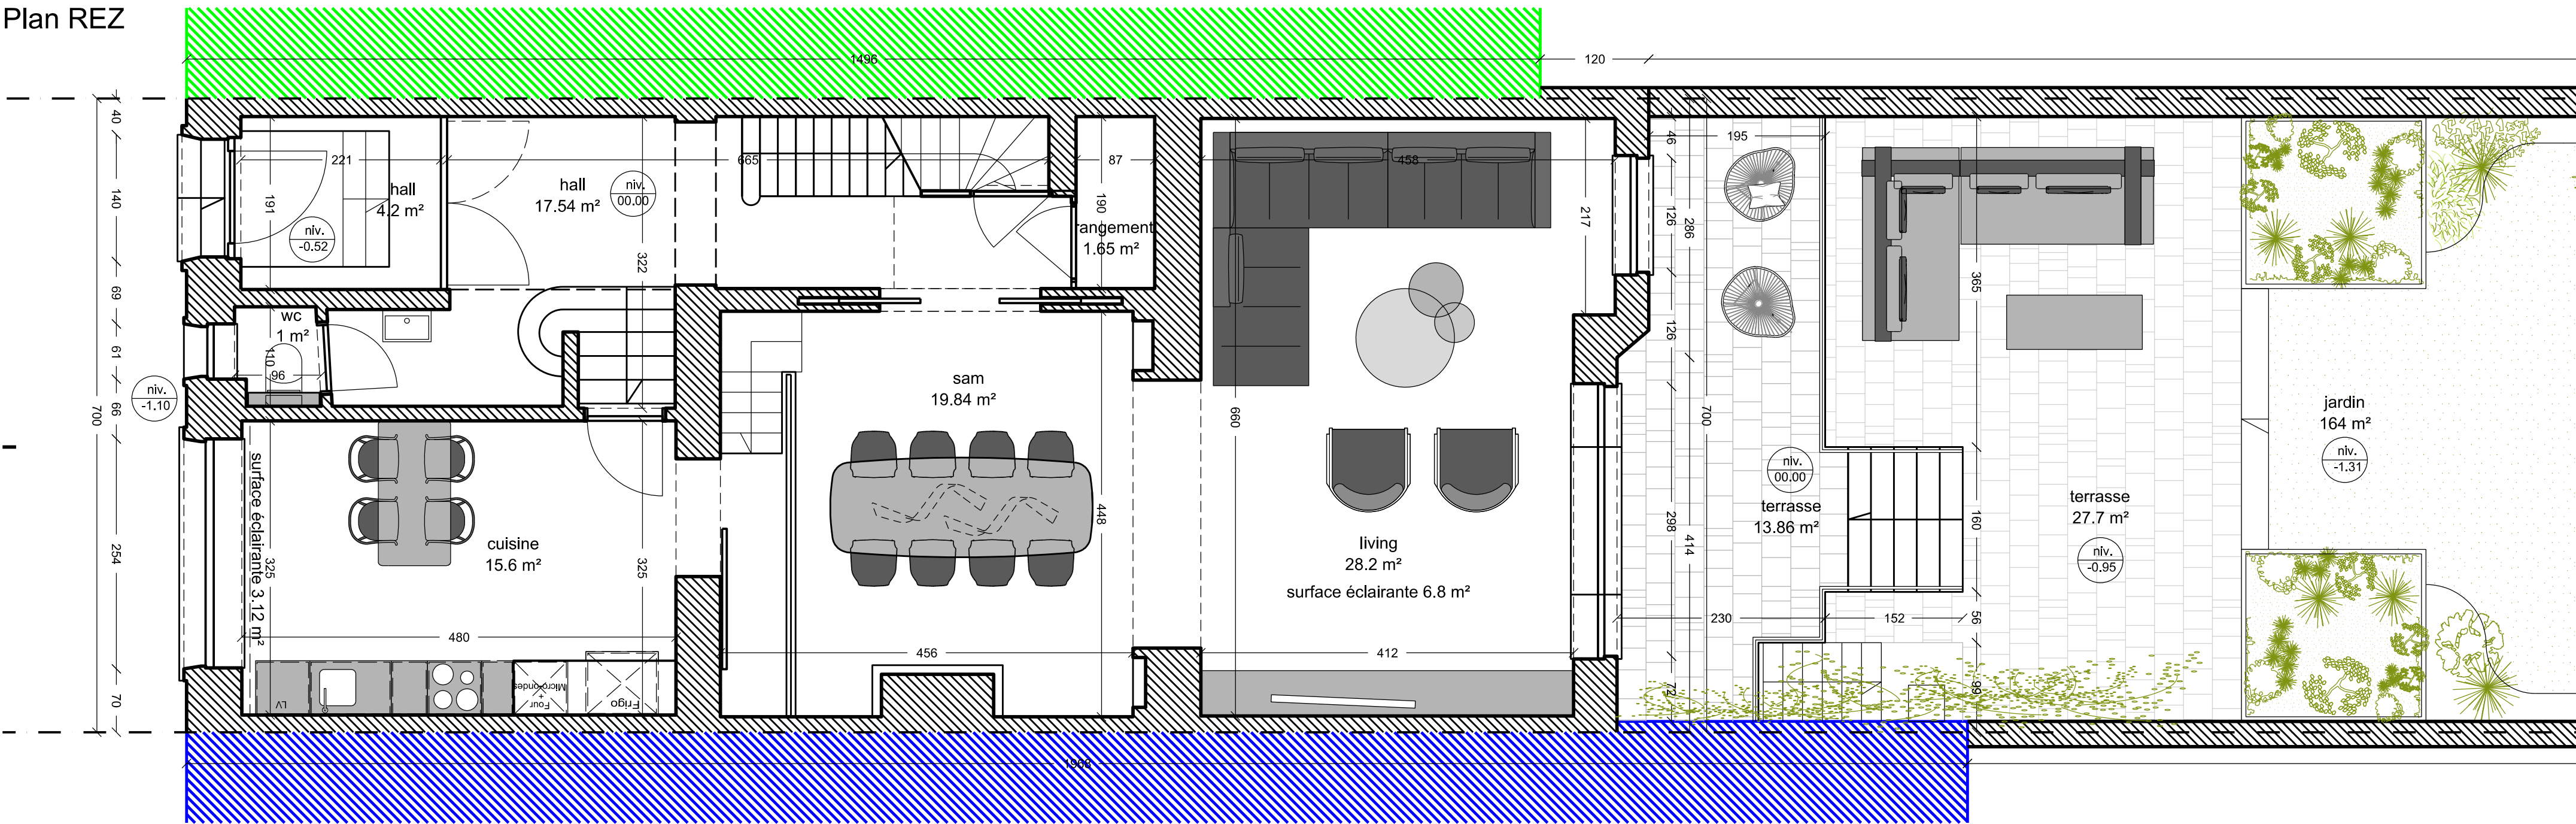 Plan REZ
1496
120
40
140
69
61
66
254
70
700
niv.
-1.10
221
191
hall
4.2 m²
niv.
-0.52
hall
17.54 m²
niv.
00.00
322
665
87
190
rangement
1.65 m²
wc
1 m²
110
96
surface éclairante 3.12 m²
325
cuisine
15.6 m²
325
480
LV
Four
+
Micro-ondes
Frigo
sam
19.84 m²
448
456
458
217
660
living
28.2 m²
surface éclairante 6.8 m²
412
46
126
126
298
72
286
414
700
195
niv.
00.00
terrasse
13.86 m²
230
152
365
160
56
99
terrasse
27.7 m²
niv.
-0.95
jardin
164 m²
niv.
-1.31
1968